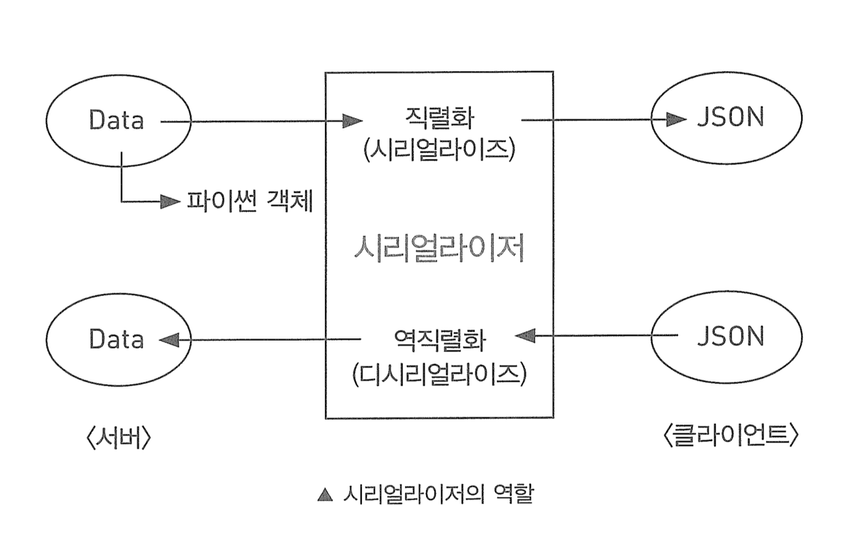 Data
직렬화
(시리얼라이즈)
JSON
파이썬 객체
시리얼라이저
Data
역직렬화
(디시리얼라이즈)
JSON
〈서버〉
〈클라이언트〉
▲ 시리얼라이저의 역할